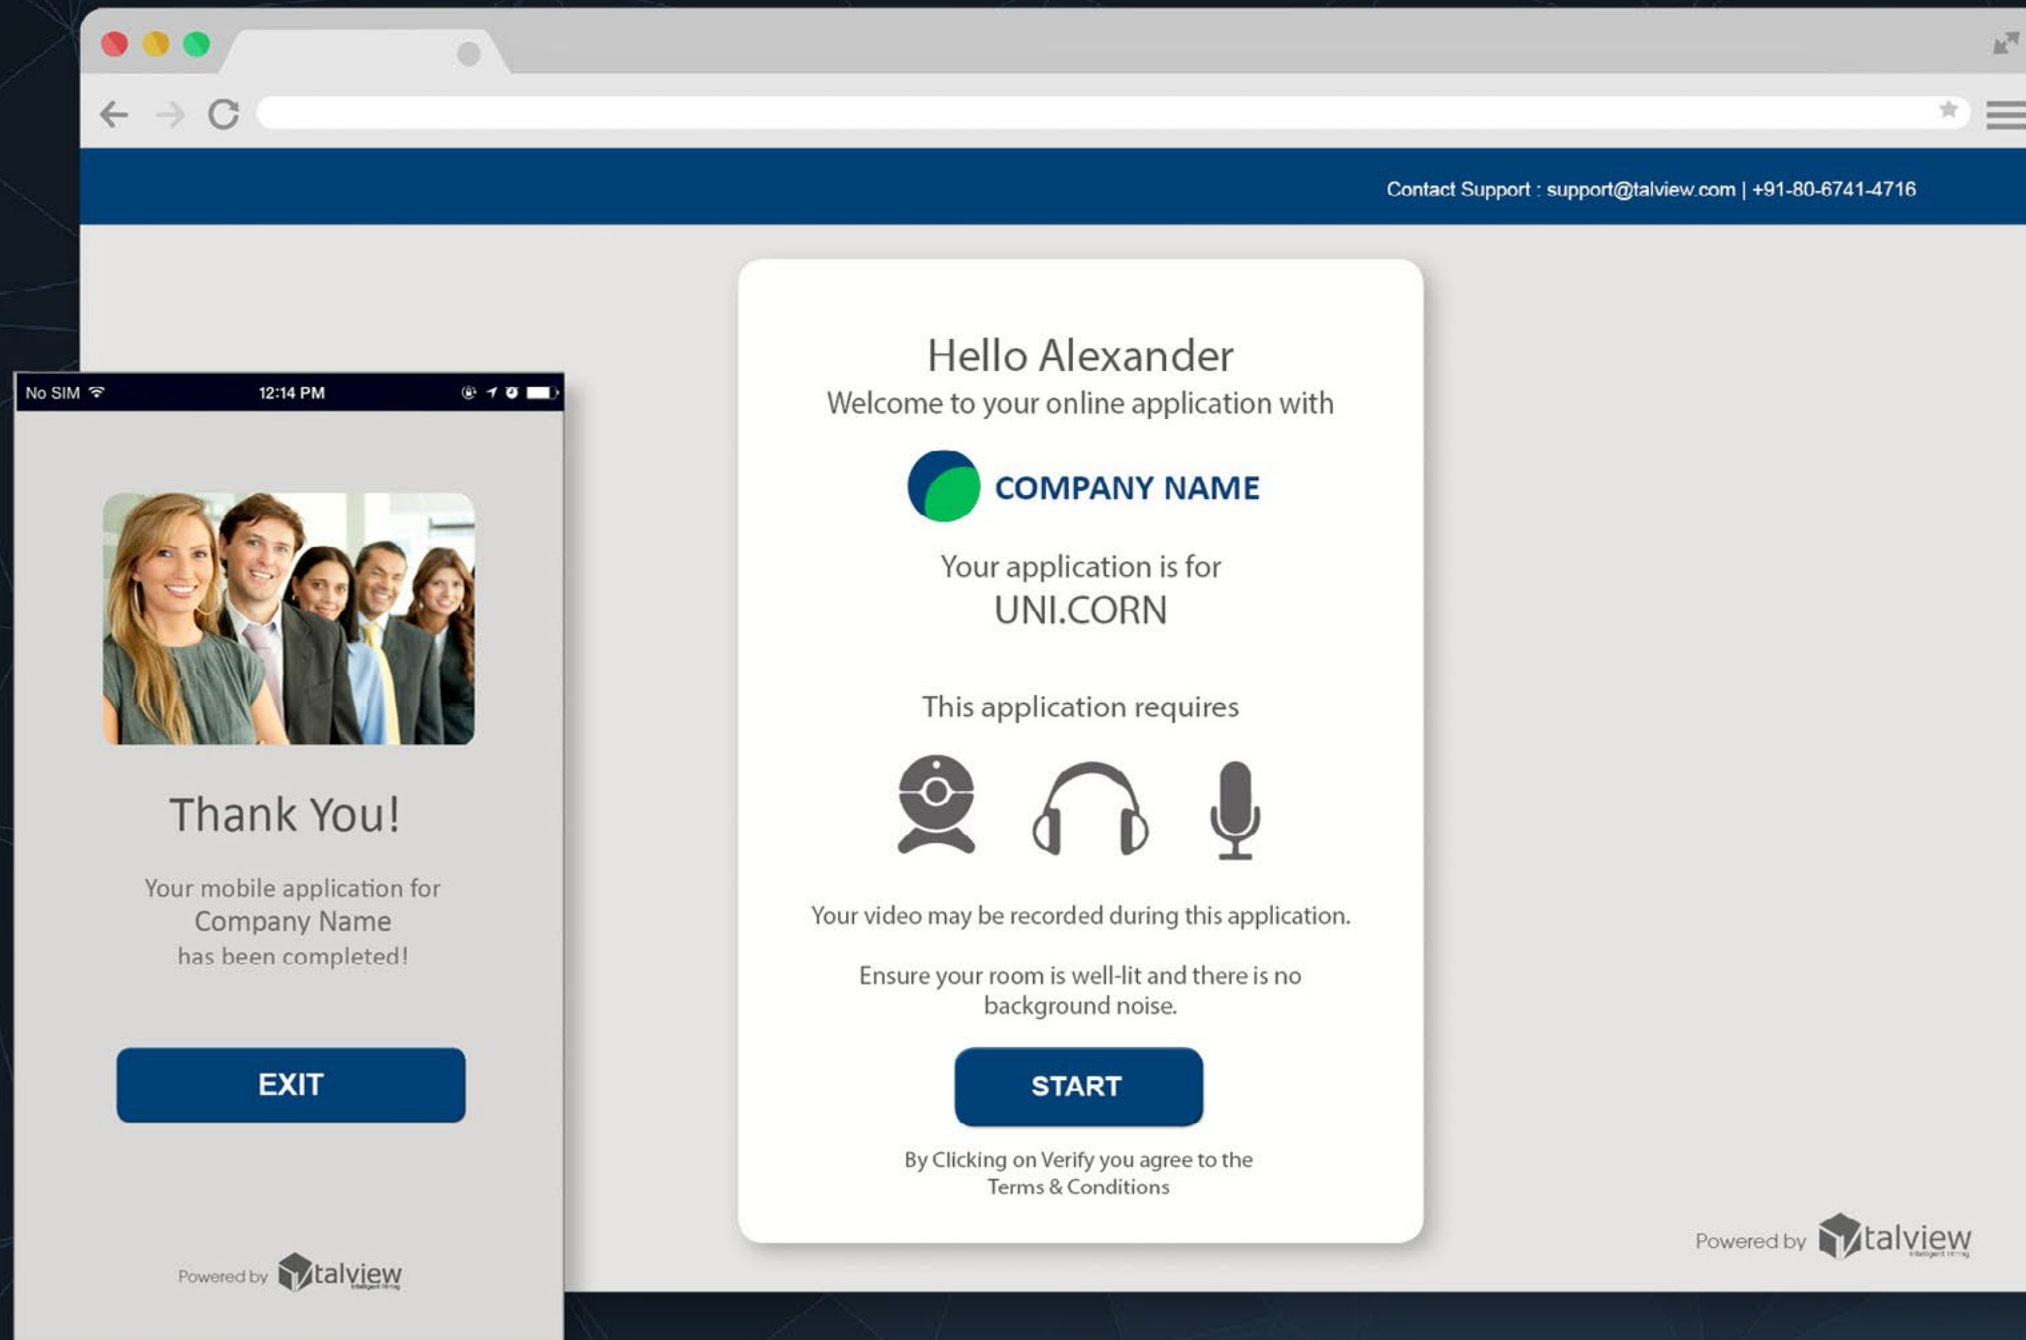 Contact Support : support@talview.com | +91-80-6741-4716
Hello Alexander
Welcome to your online application with
COMPANY NAME
Your application is for
UNI.CORN
This application requires
Your video may be recorded during this application.
Ensure your room is well-lit and there is no
background noise.
START
By Clicking on Verify you agree to the
Terms & Conditions
Powered by talview
Intelligent Hiring
No SIM 12:14 PM
Thank You!
Your mobile application for
Company Name
has been completed!
EXIT
Powered by talview
Intelligent Hiring